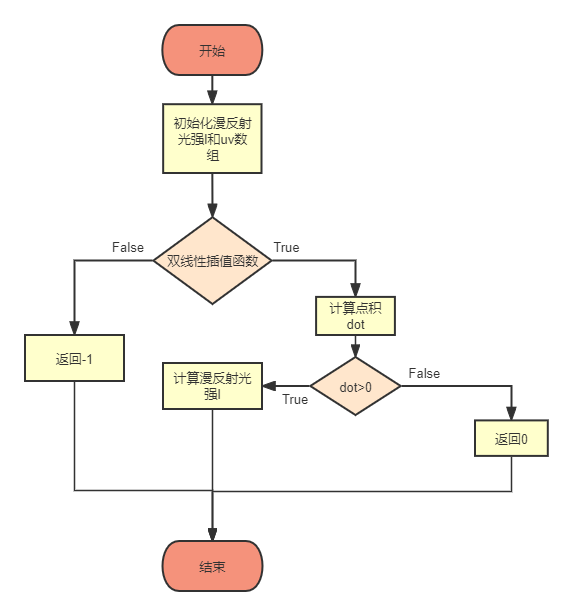 开始
初始化漫反射
光强I和uv数
组
False
True
双线性插值函数
计算点积
dot
返回-1
计算漫反射光
强I
dot>0
False
True
返回0
结束